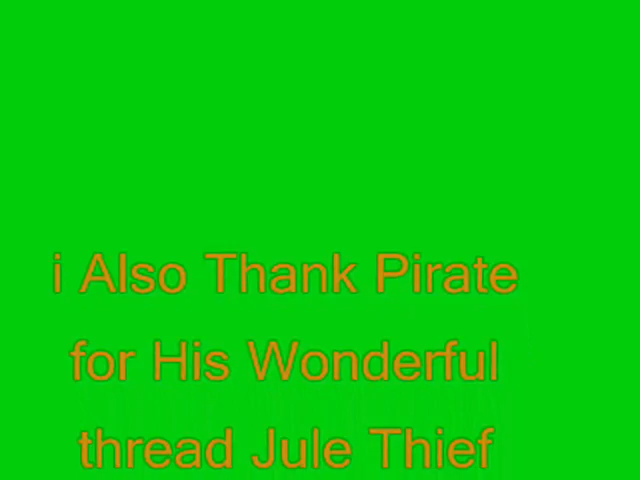 i Also Thank Pirate
for His Wonderful
thread Jule Thief